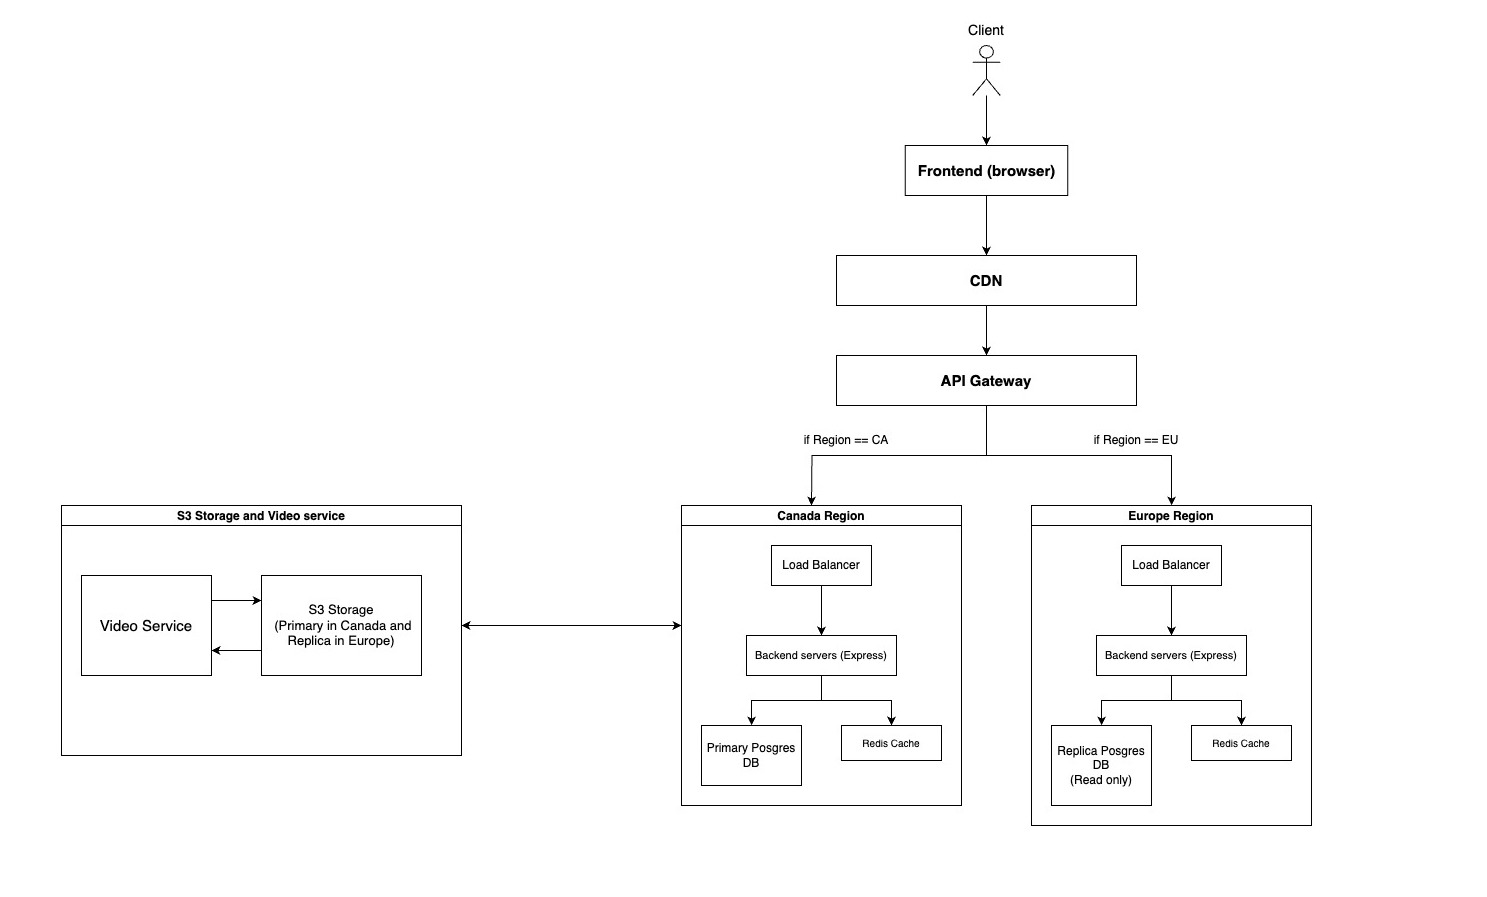 Client
Frontend (browser)
CDN
API Gateway
if Region == CA
if Region == EU
S3 Storage and Video service
Video Service
S3 Storage
(Primary in Canada and
Replica in Europe)
Canada Region
Load Balancer
Backend servers (Express)
Primary Posgres
DB
Redis Cache
Europe Region
Load Balancer
Backend servers (Express)
Replica Posgres
DB
(Read only)
Redis Cache